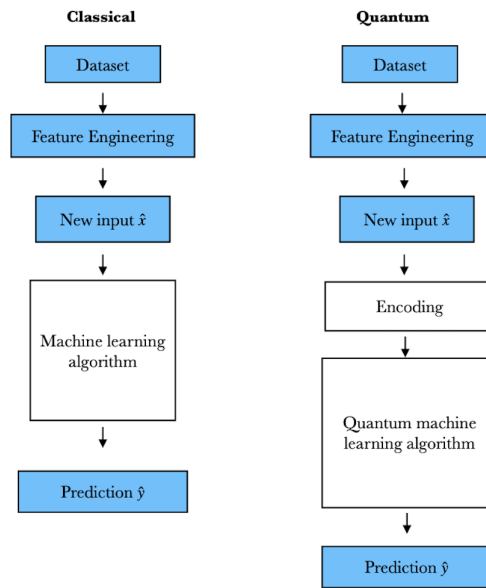 Classical
Dataset
Feature Engineering
New input x̂
Machine learning
algorithm
Prediction ŷ
Quantum
Dataset
Feature Engineering
New input x̂
Encoding
Quantum machine
learning algorithm
Prediction ŷ